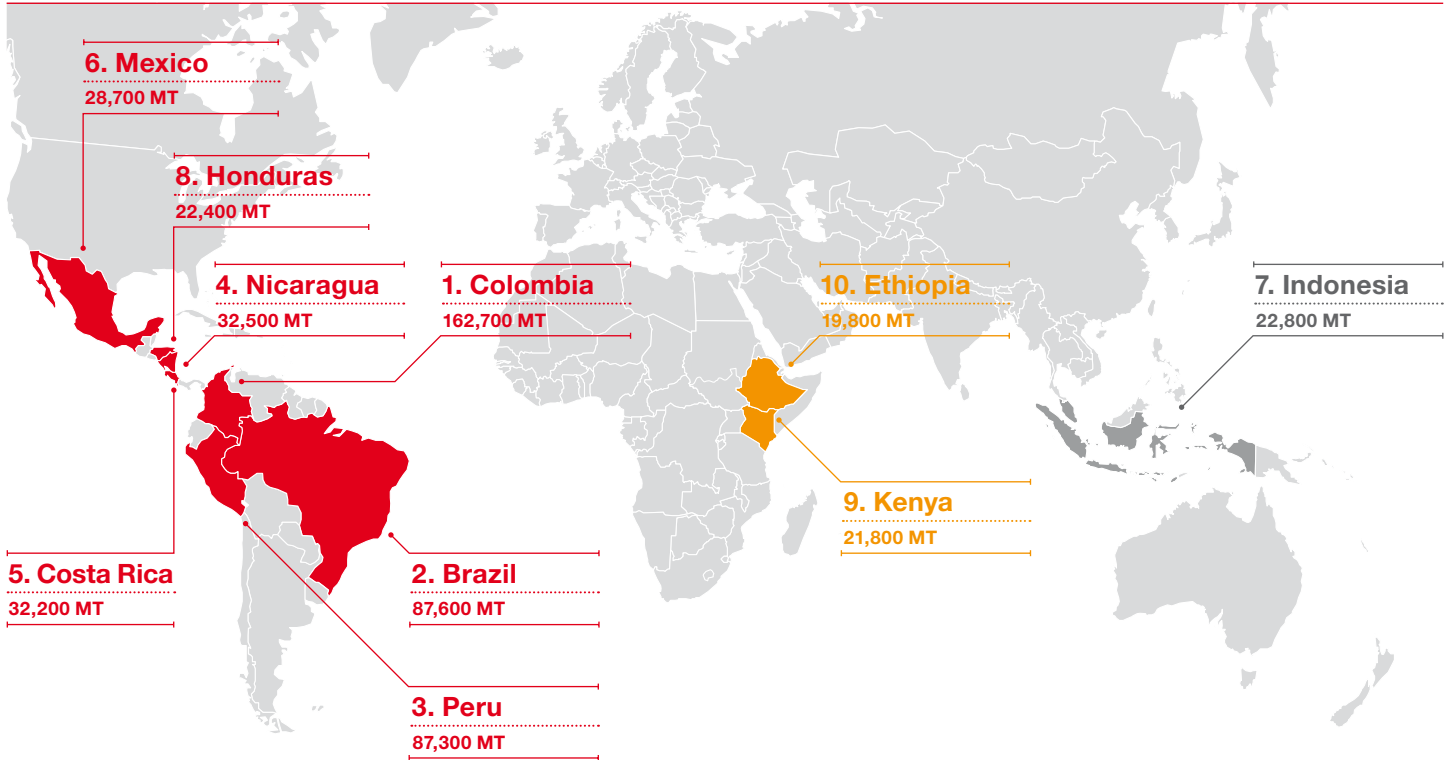 6. Mexico
28,700 MT
8. Honduras
22,400 MT
4. Nicaragua
32,500 MT
1. Colombia
162,700 MT
10. Ethiopia
19,800 MT
7. Indonesia
22,800 MT
9. Kenya
21,800 MT
5. Costa Rica
32,200 MT
2. Brazil
87,600 MT
3. Peru
87,300 MT